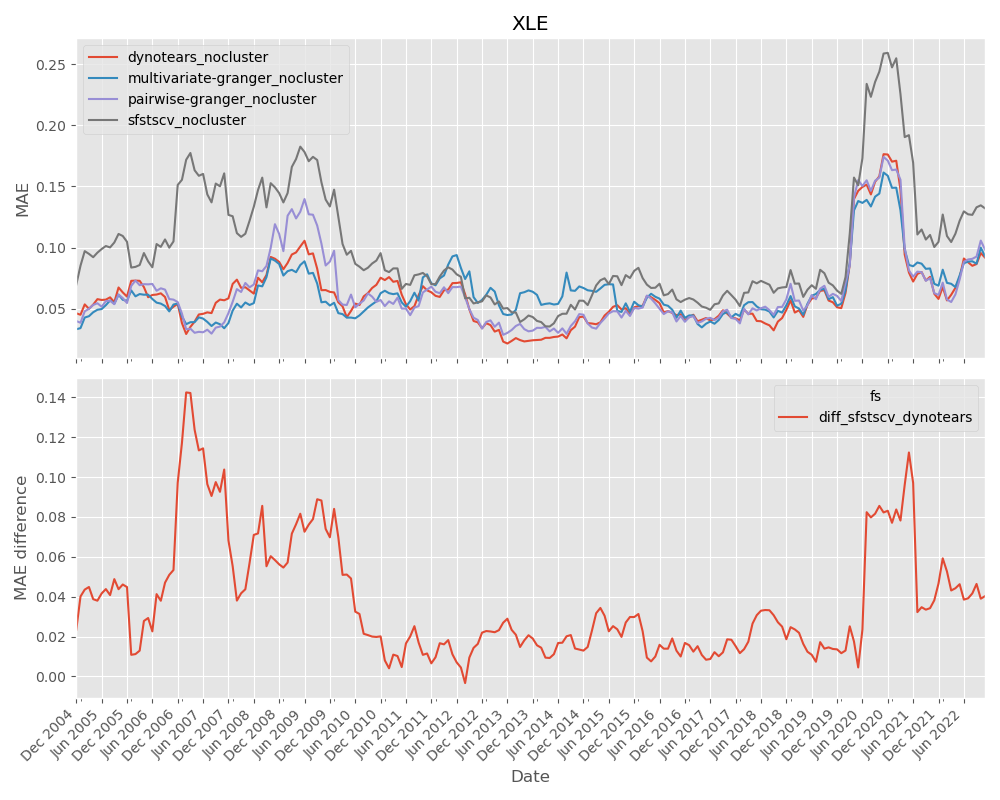 XLE
MAE
0.25
0.20
0.15
0.10
0.05
dynotears_nocluster
multivariate-granger_nocluster
pairwise-granger_nocluster
sfstscv_nocluster
MAE difference
0.14
0.12
0.10
0.08
0.06
0.04
0.02
0.00
fs
diff_sfstscv_dynotears
Dec 2004
Jun 2005
Dec 2005
Jun 2006
Dec 2006
Jun 2007
Dec 2007
Jun 2008
Dec 2008
Jun 2009
Dec 2009
Jun 2010
Dec 2010
Jun 2011
Dec 2011
Jun 2012
Dec 2012
Jun 2013
Dec 2013
Jun 2014
Dec 2014
Jun 2015
Dec 2015
Jun 2016
Dec 2016
Jun 2017
Dec 2017
Jun 2018
Dec 2018
Jun 2019
Dec 2019
Jun 2020
Dec 2020
Jun 2021
Dec 2021
Jun 2022
Date